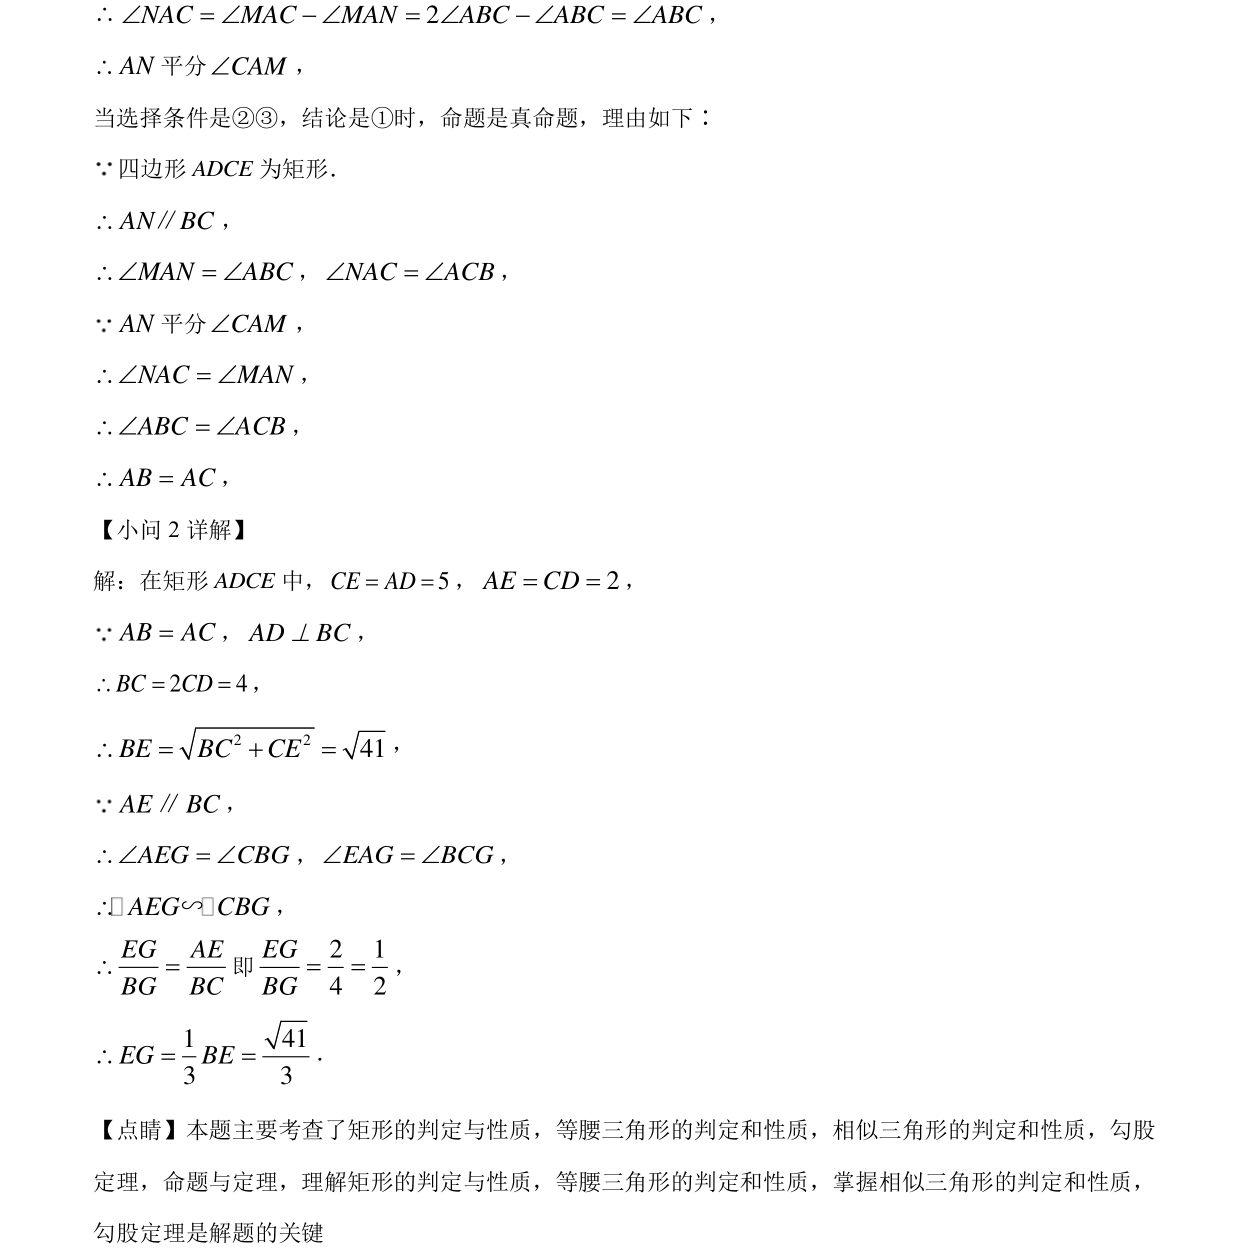 ∴ ∠NAC = ∠MAC − ∠MAN = 2∠ABC − ∠ABC = ∠ABC，
∴ AN 平分∠CAM ，
当选择条件是②③，结论是①时，命题是真命题，理由如下∶
∵四边形 ADCE 为矩形．
∴ AN∥BC ，
∴∠MAN = ∠ABC ， ∠NAC = ∠ACB ，
∵ AN 平分∠CAM ，
∴∠NAC = ∠MAN ，
∴∠ABC = ∠ACB ，
∴ AB = AC ，
【小问 2 详解】
解：在矩形 ADCE 中， CE = AD = 5 ， AE = CD = 2 ，
∵ AB = AC ， AD ⊥ BC ，
∴BC = 2CD = 4 ，
∴ BE = √(BC² + CE²) = √41 ，
∵ AE ∥ BC ，
∴∠AEG = ∠CBG ， ∠EAG = ∠BCG ，
∴□ AEG∽□ CBG ，
∴ EG/BG = AE/BC 即 EG/BG = 2/4 = 1/2 ，
∴ EG = 1/3 BE = √41/3 ．
【点睛】本题主要考查了矩形的判定与性质，等腰三角形的判定和性质，相似三角形的判定和性质，勾股
定理，命题与定理，理解矩形的判定与性质，等腰三角形的判定和性质，掌握相似三角形的判定和性质，
勾股定理是解题的关键